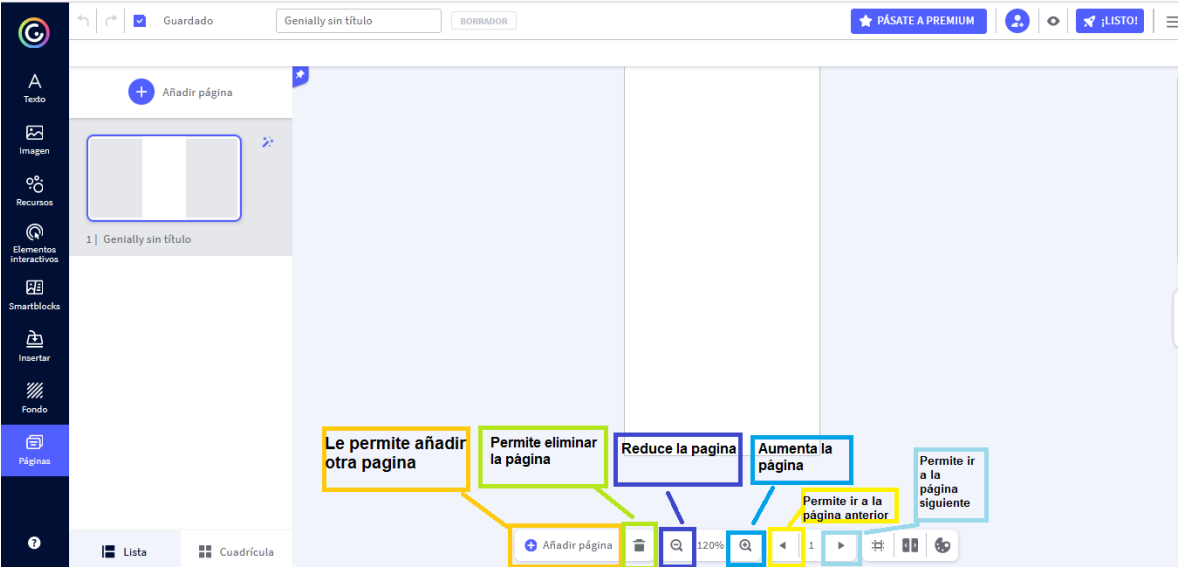 Guardado
Genially sin título
BORRADOR
PÁSATE A PREMIUM
¡LISTO!
Texto
Imagen
Recursos
Elementos
interactivos
Smartblocks
Insertar
Fondo
Páginas
?
Añadir página
1 | Genially sin título
Lista
Cuadrícula
Le permite añadir
otra pagina
Permite eliminar
la página
Reduce la pagina
Aumenta la
página
Permite ir a la
página anterior
Permite ir
a la
página
siguiente
Añadir página
120%
1